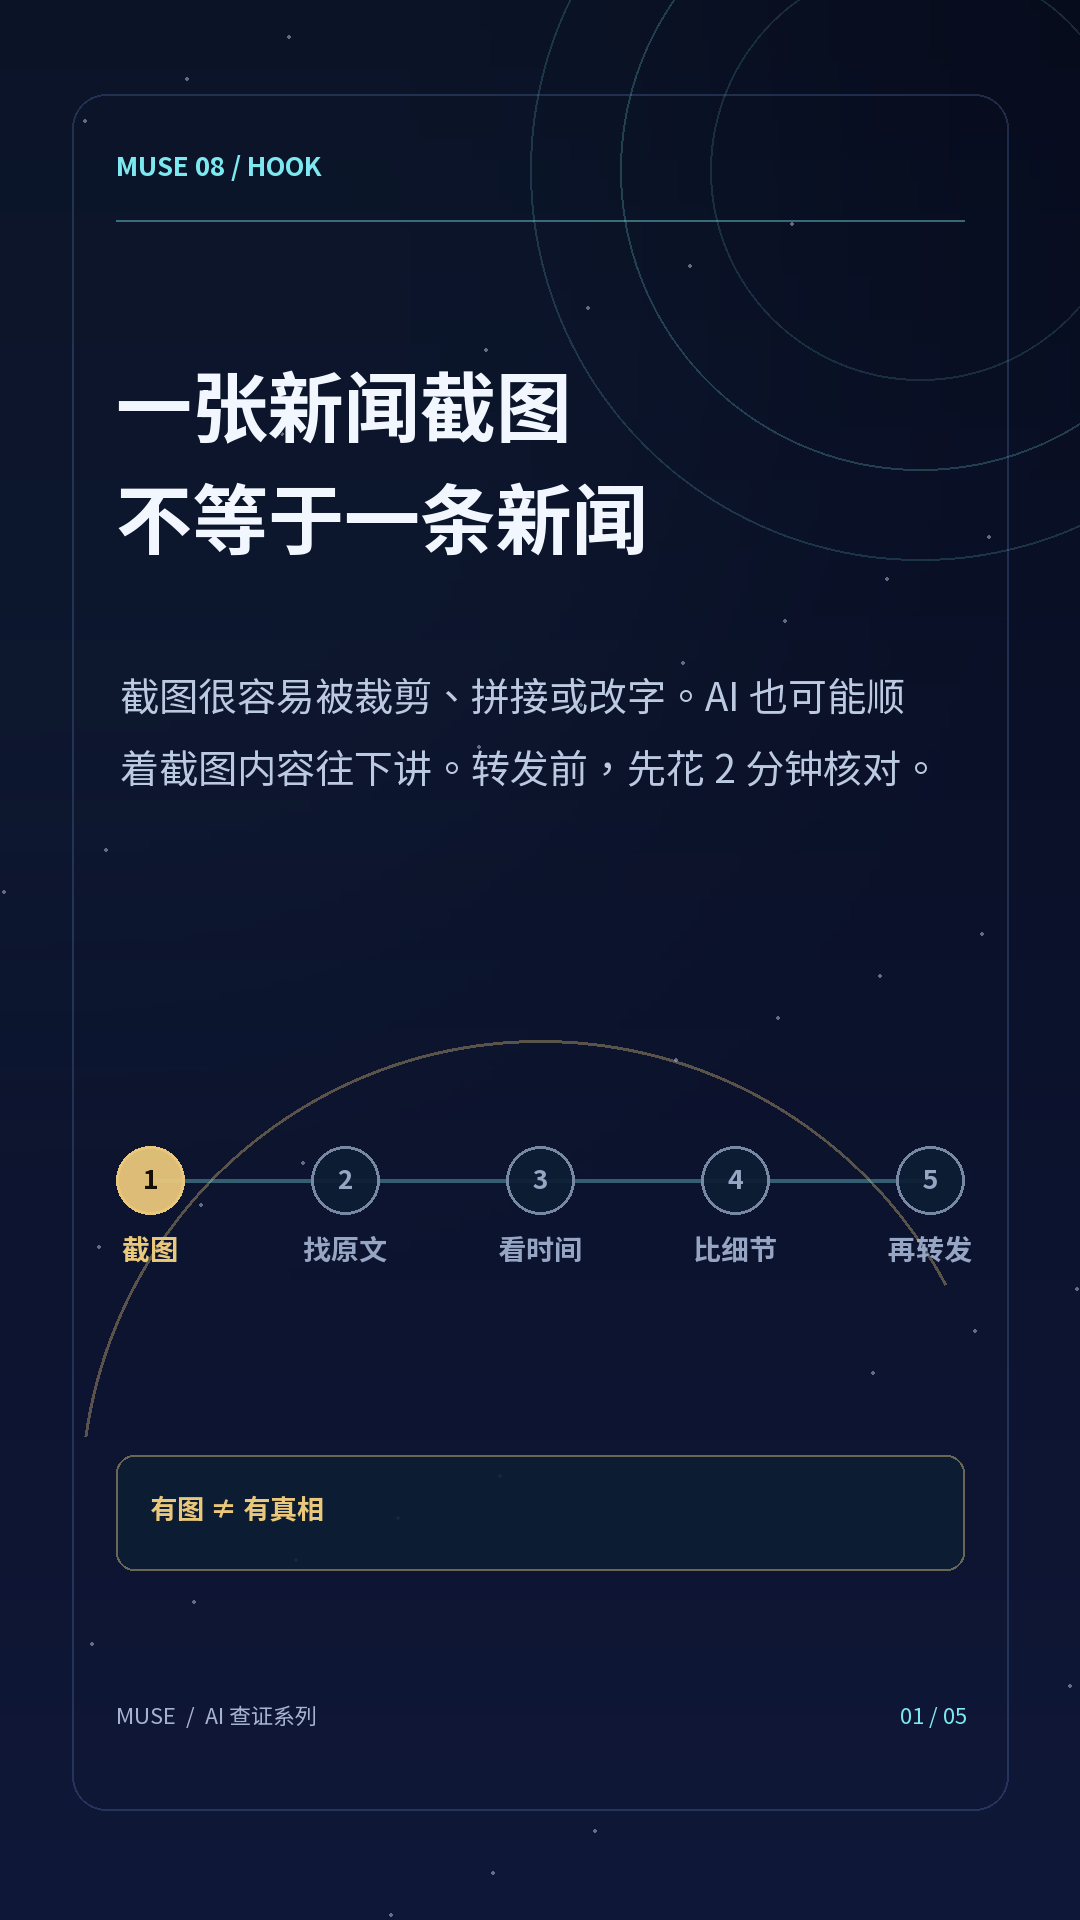 MUSE 08 / HOOK
一张新闻截图
不等于一条新闻
截图很容易被裁剪、拼接或改字。AI 也可能顺
着截图内容往下讲。转发前，先花 2 分钟核对。
1 2 3 4 5
截图 找原文 看时间 比细节 再转发
有图 ≠ 有真相
MUSE / AI 查证系列 01 / 05